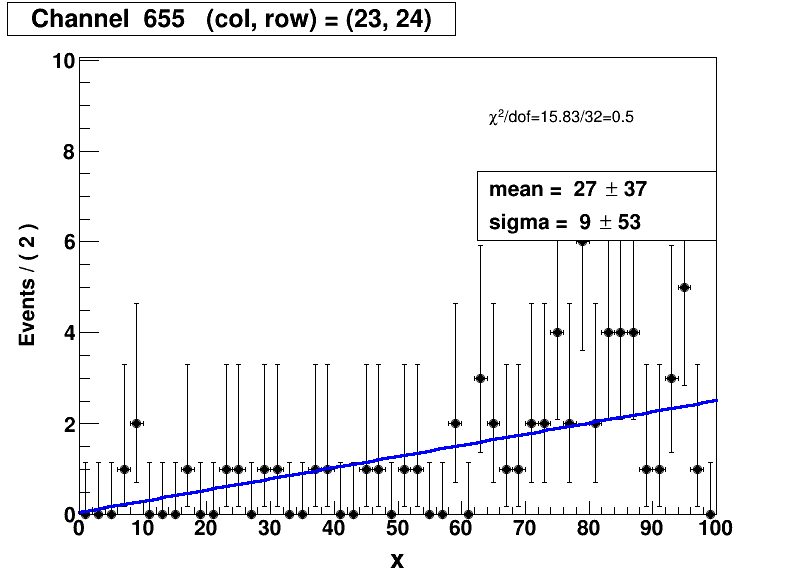 Channel 655 (col, row) = (23, 24)
10
χ²/dof=15.83/32=0.5
8
mean = 27 ± 37
sigma = 9 ± 53
6
4
2
0
Events / ( 2 )
0 10 20 30 40 50 60 70 80 90 100
x